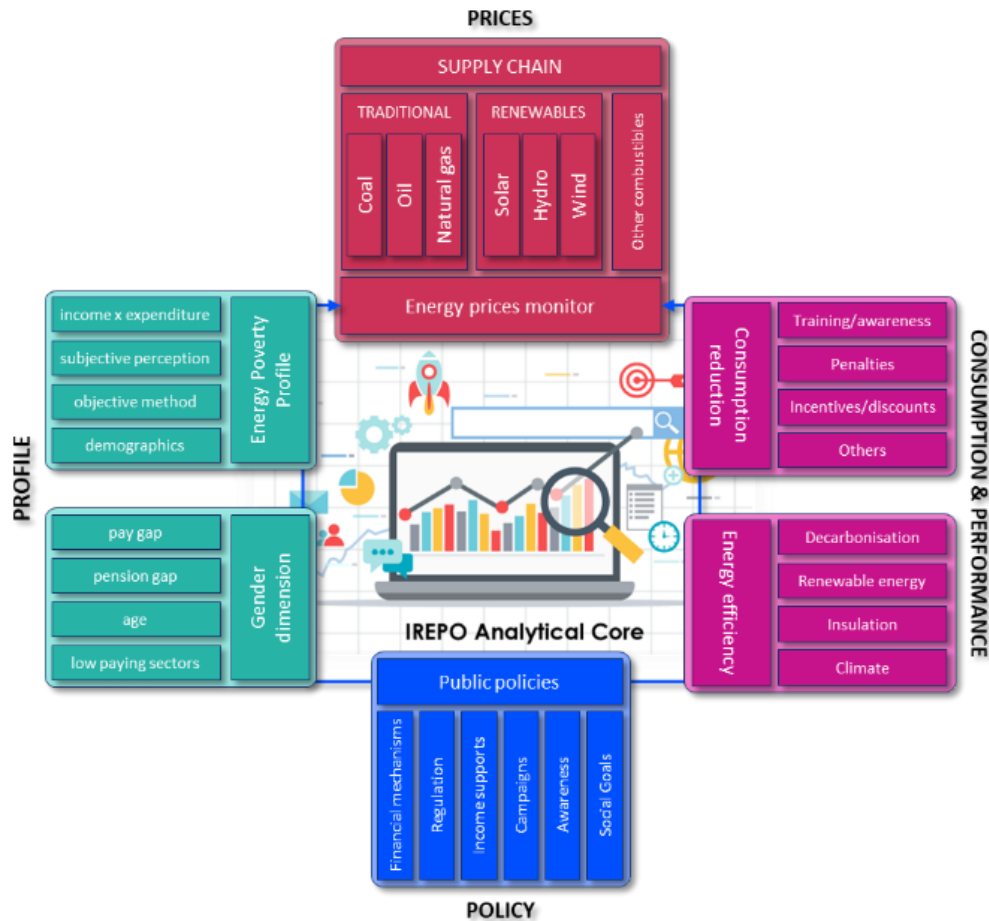 PRICES
SUPPLY CHAIN
TRADITIONAL
Coal
Oil
Natural gas
RENEWABLES
Solar
Hydro
Wind
Other combustibles
Energy prices monitor
PROFILE
income x expenditure
subjective perception
objective method
demographics
Energy Poverty
Profile
pay gap
pension gap
age
low paying sectors
Gender
dimension
IREPO Analytical Core
CONSUMPTION & PERFORMANCE
Consumption
reduction
Training/awareness
Penalties
Incentives/discounts
Others
Energy efficiency
Decarbonisation
Renewable energy
Insulation
Climate
Public policies
Financial mechanisms
Regulation
Income supports
Campaigns
Awareness
Social Goals
POLICY